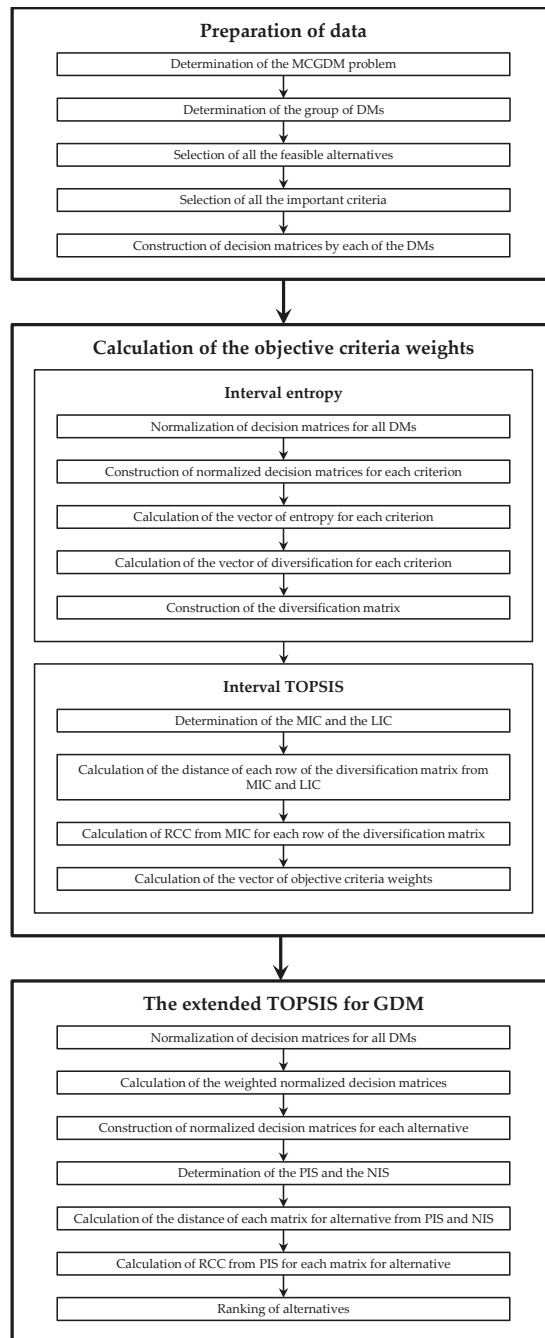 Preparation of data
Determination of the MCGDM problem
Determination of the group of DMs
Selection of all the feasible alternatives
Selection of all the important criteria
Construction of decision matrices by each of the DMs
Calculation of the objective criteria weights
Interval entropy
Normalization of decision matrices for all DMs
Construction of normalized decision matrices for each criterion
Calculation of the vector of entropy for each criterion
Calculation of the vector of diversification for each criterion
Construction of the diversification matrix
Interval TOPSIS
Determination of the MIC and the LIC
Calculation of the distance of each row of the diversification matrix from
MIC and LIC
Calculation of RCC from MIC for each row of the diversification matrix
Calculation of the vector of objective criteria weights
The extended TOPSIS for GDM
Normalization of decision matrices for all DMs
Calculation of the weighted normalized decision matrices
Construction of normalized decision matrices for each alternative
Determination of the PIS and the NIS
Calculation of the distance of each matrix for alternative from PIS and NIS
Calculation of RCC from PIS for each matrix for alternative
Ranking of alternatives